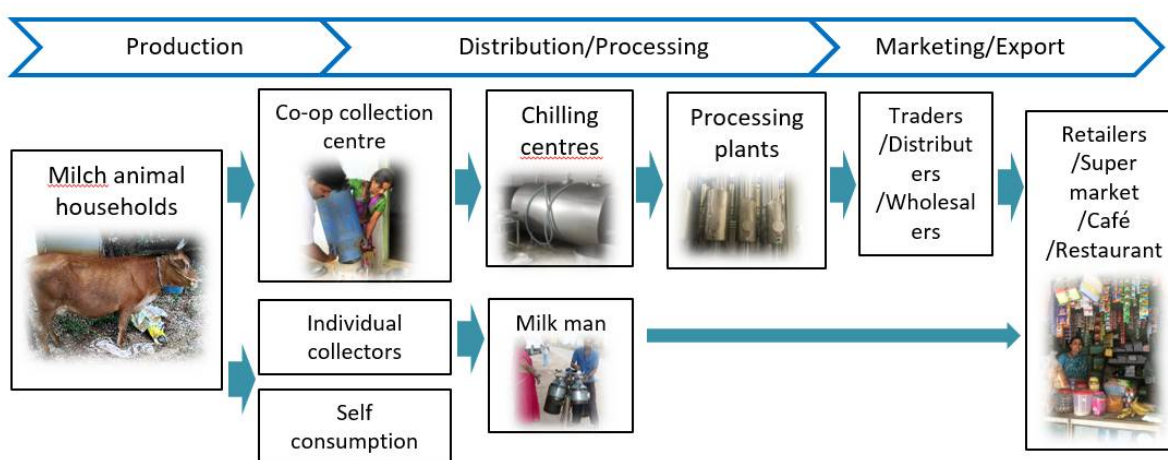 Production
Distribution/Processing
Marketing/Export
Milch animal
households
Co-op collection
centre
Chilling
centres
Processing
plants
Traders
/Distribut
ers
/Wholesal
ers
Retailers
/Super
market
/Café
/Restaurant
Individual
collectors
Milk man
Self
consumption